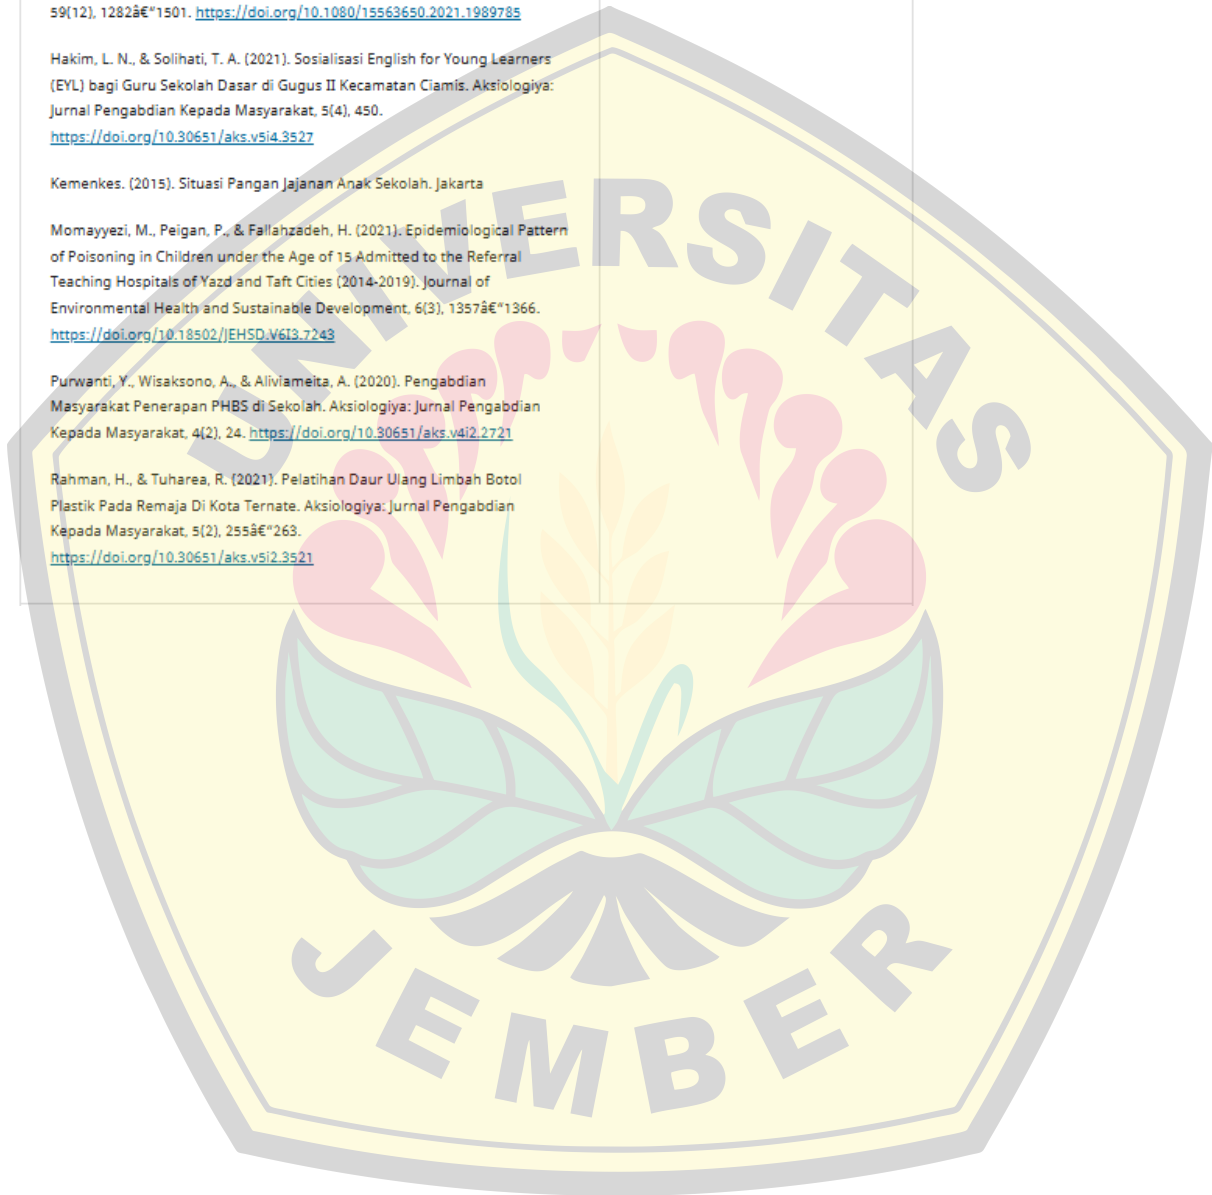 59(12), 1282â€“1501. https://doi.org/10.1080/15563650.2021.1989785
Hakim, L. N., & Solihati, T. A. (2021). Sosialisasi English for Young Learners
(EYL) bagi Guru Sekolah Dasar di Gugus II Kecamatan Ciamis. Aksiologiya:
Jurnal Pengabdian Kepada Masyarakat, 5(4), 450.
https://doi.org/10.30651/aks.v5i4.3527
Kemenkes. (2015). Situasi Pangan Jajanan Anak Sekolah. Jakarta
Momayyezi, M., Peigan, P., & Fallahzadeh, H. (2021). Epidemiological Pattern
of Poisoning in Children under the Age of 15 Admitted to the Referral
Teaching Hospitals of Yazd and Taft Cities (2014-2019). Journal of
Environmental Health and Sustainable Development, 6(3), 1357â€“1366.
https://doi.org/10.18502/JEHSD.V6I3.7243
Purwanti, Y., Wisaksono, A., & Aliviameita, A. (2020). Pengabdian
Masyarakat Penerapan PHBS di Sekolah. Aksiologiya: Jurnal Pengabdian
Kepada Masyarakat, 4(2), 24. https://doi.org/10.30651/aks.v4i2.2721
Rahman, H., & Tuharea, R. (2021). Pelatihan Daur Ulang Limbah Botol
Plastik Pada Remaja Di Kota Ternate. Aksiologiya: Jurnal Pengabdian
Kepada Masyarakat, 5(2), 255â€“263.
https://doi.org/10.30651/aks.v5i2.3521
UNIVERSITAS
JEMBER